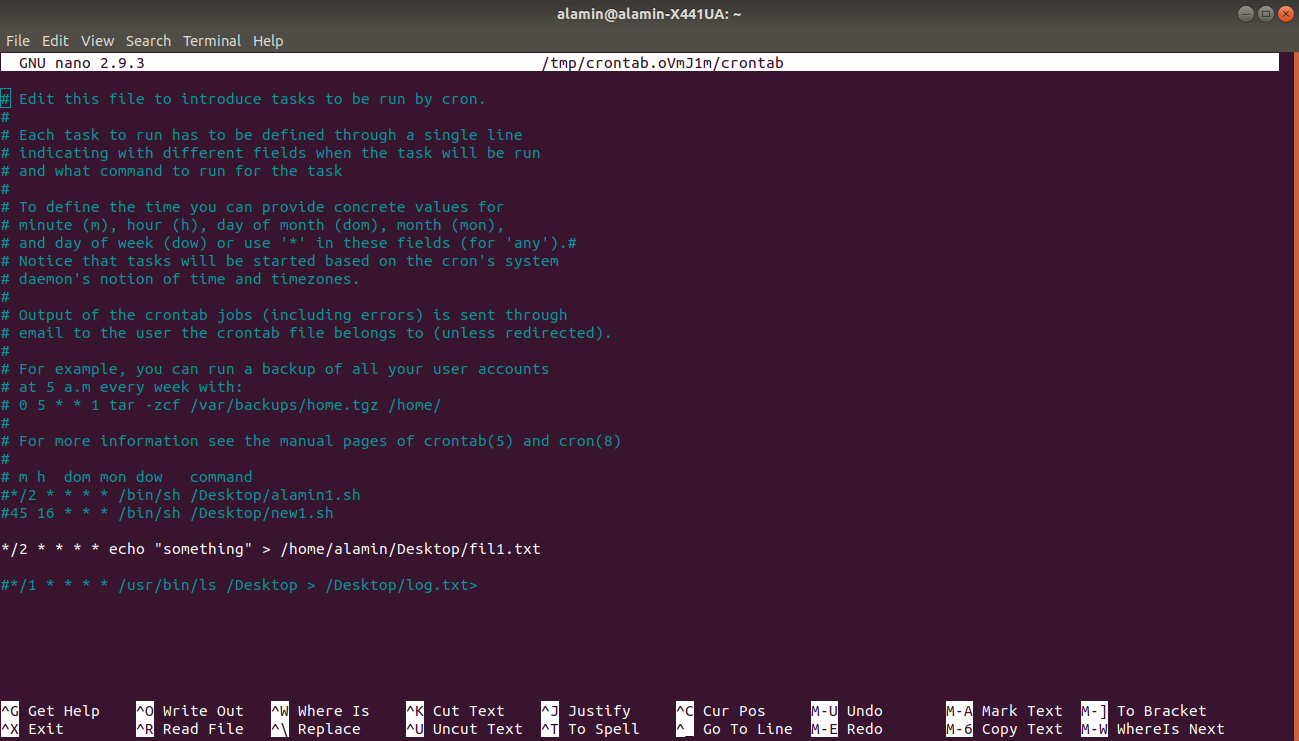 alamin@alamin-X441UA: ~
File Edit View Search Terminal Help
GNU nano 2.9.3 /tmp/crontab.oVmJ1m/crontab
# Edit this file to introduce tasks to be run by cron.
#
# Each task to run has to be defined through a single line
# indicating with different fields when the task will be run
# and what command to run for the task
#
# To define the time you can provide concrete values for
# minute (m), hour (h), day of month (dom), month (mon),
# and day of week (dow) or use '*' in these fields (for 'any').#
# Notice that tasks will be started based on the cron's system
# daemon's notion of time and timezones.
#
# Output of the crontab jobs (including errors) is sent through
# email to the user the crontab file belongs to (unless redirected).
#
# For example, you can run a backup of all your user accounts
# at 5 a.m every week with:
# 0 5 * * 1 tar -zcf /var/backups/home.tgz /home/
#
# For more information see the manual pages of crontab(5) and cron(8)
#
# m h  dom mon dow   command
#*/2 * * * * /bin/sh /Desktop/alamin1.sh
#45 16 * * * /bin/sh /Desktop/new1.sh
*/2 * * * * echo "something" > /home/alamin/Desktop/fil1.txt
#*/1 * * * * /usr/bin/ls /Desktop > /Desktop/log.txt>
^G Get Help ^O Write Out ^W Where Is ^K Cut Text ^J Justify ^C Cur Pos M-U Undo M-A Mark Text M-] To Bracket
^X Exit ^R Read File ^\ Replace ^U Uncut Text ^T To Spell ^_ Go To Line M-E Redo M-6 Copy Text M-W WhereIs Next